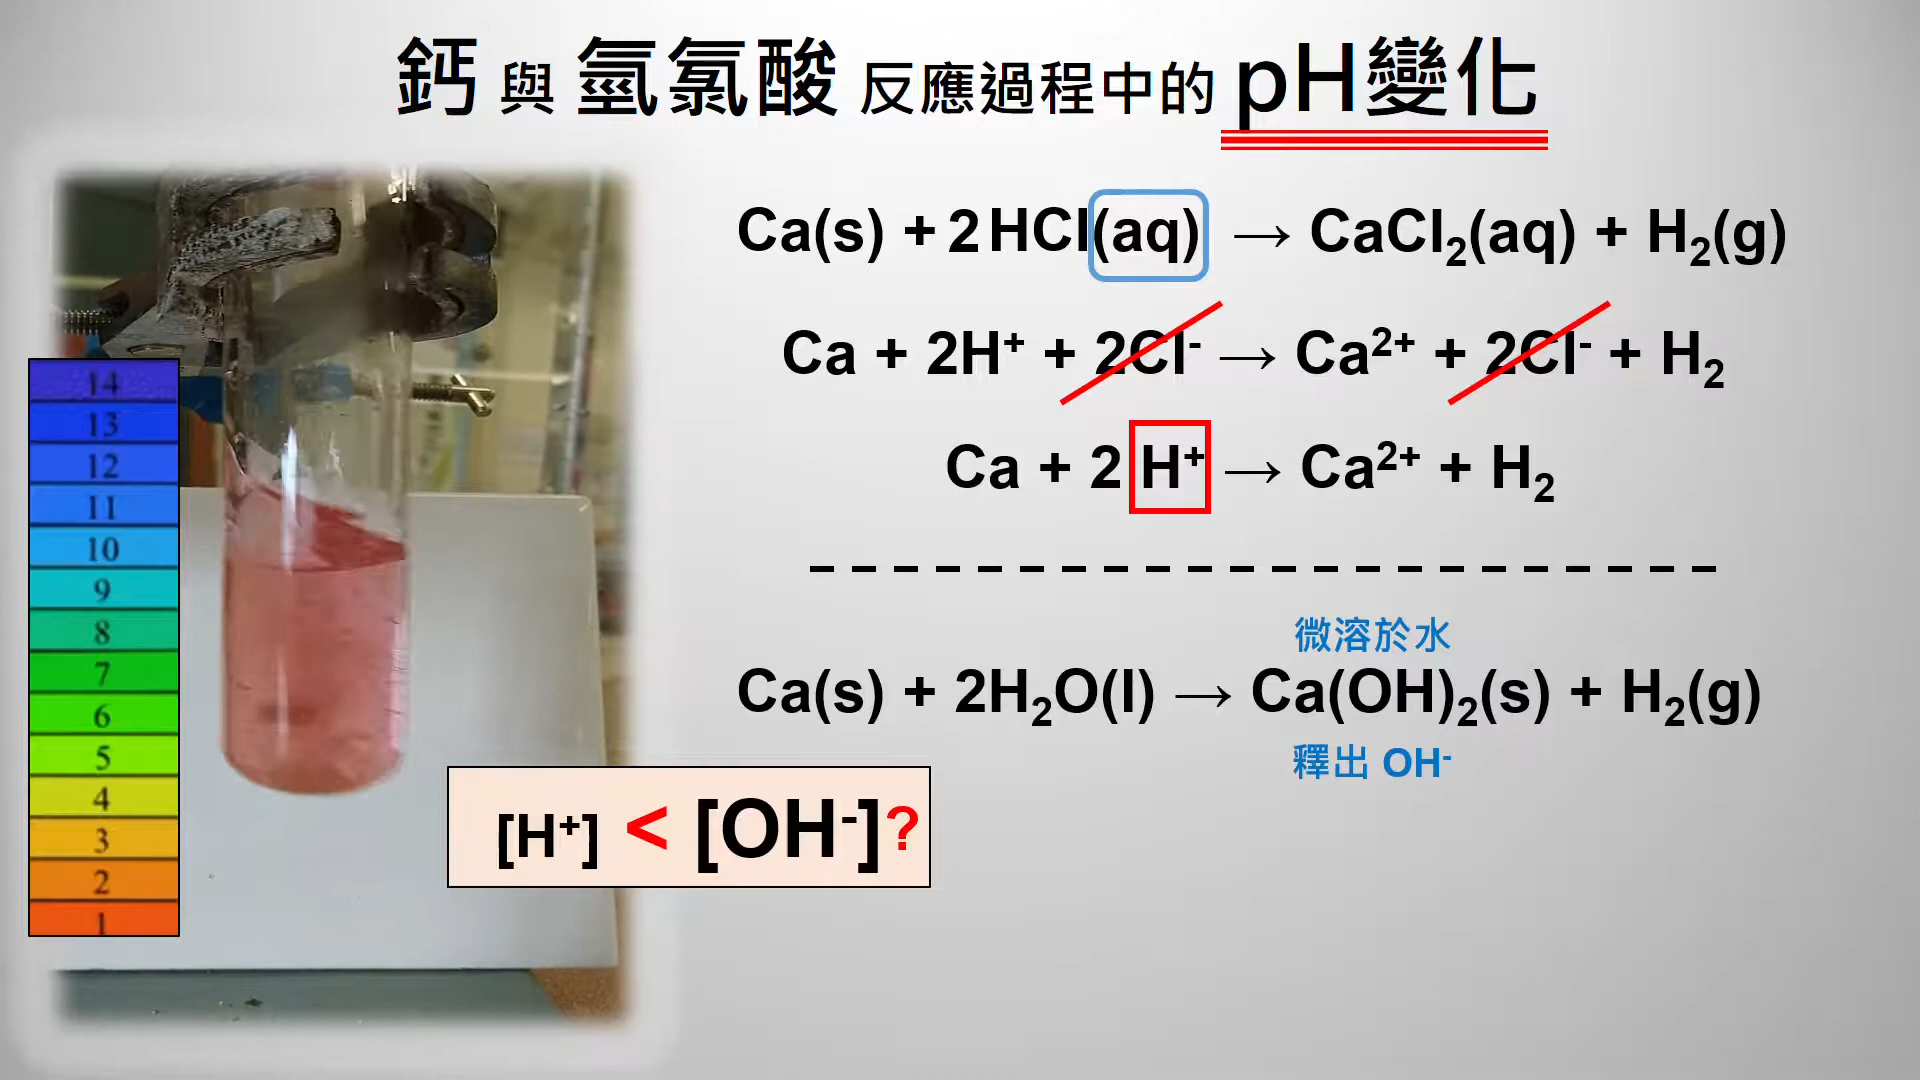 鈣 與 氫氯酸 反應過程中的 pH變化
Ca(s) + 2 HCl(aq) → CaCl₂(aq) + H₂(g)
Ca + 2H⁺ + 2Cl⁻ → Ca²⁺ + 2Cl⁻ + H₂
Ca + 2 H⁺ → Ca²⁺ + H₂
微溶於水
Ca(s) + 2H₂O(l) → Ca(OH)₂(s) + H₂(g)
釋出 OH⁻
[H⁺] < [OH⁻]?
14
13
12
11
10
9
8
7
6
5
4
3
2
1